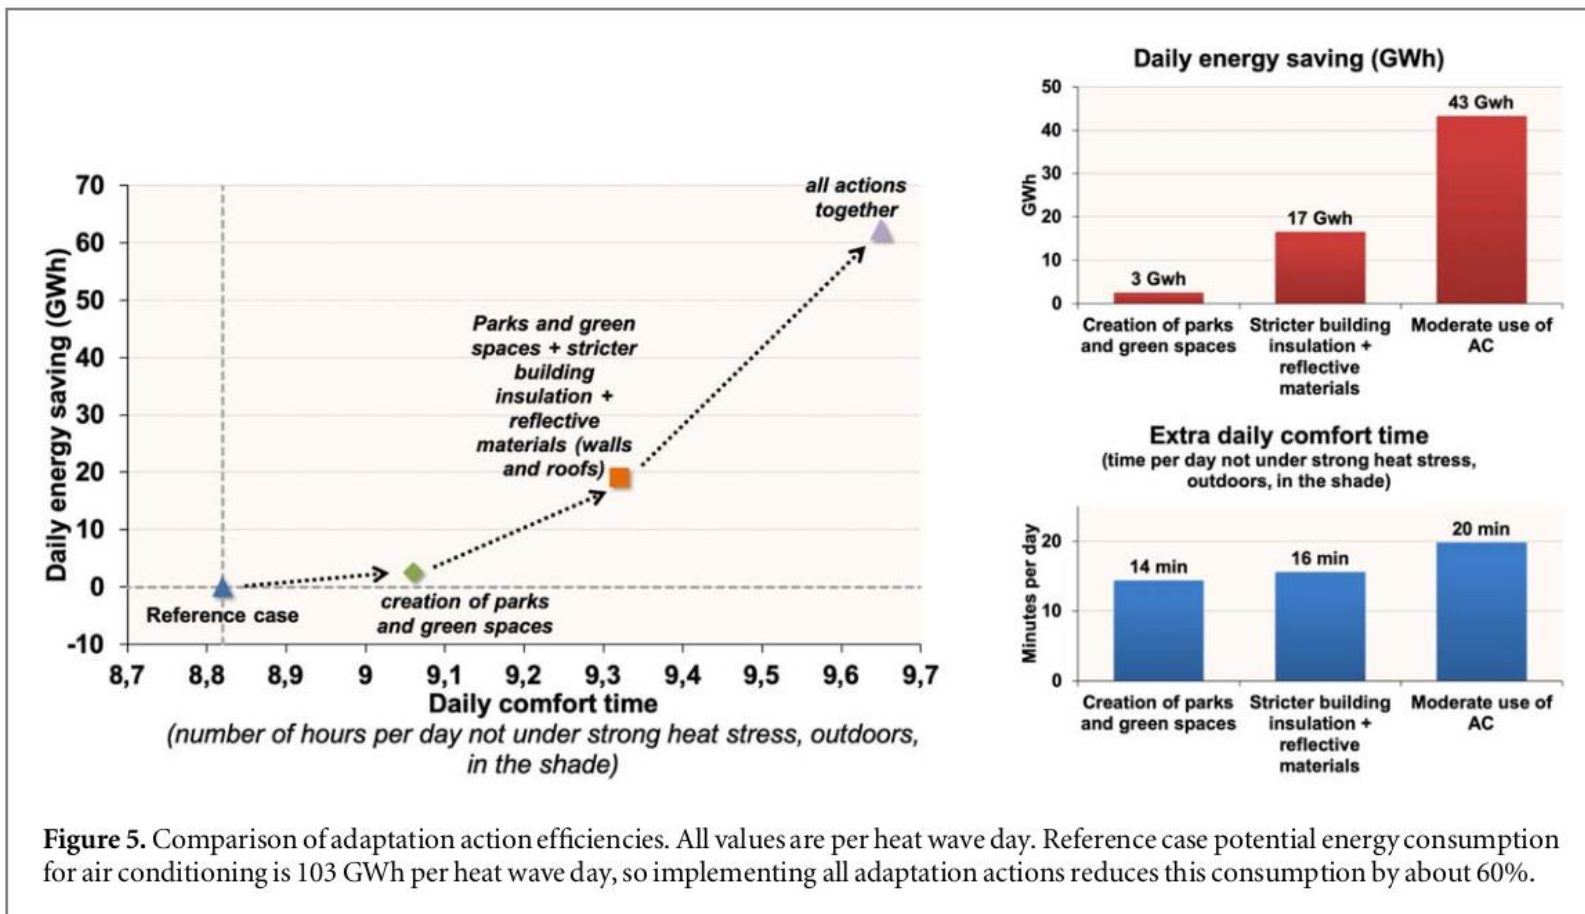 Daily energy saving (GWh)
70
60
50
40
30
20
10
0
-10
all actions
together
Parks and green
spaces + stricter
building
insulation +
reflective
materials (walls
and roofs)
creation of parks
and green spaces
Reference case
8,7 8,8 8,9 9 9,1 9,2 9,3 9,4 9,5 9,6 9,7
Daily comfort time
(number of hours per day not under strong heat stress, outdoors,
in the shade)
Daily energy saving (GWh)
GWh
50
40
30
20
10
0
3 Gwh
17 Gwh
43 Gwh
Creation of parks
and green spaces
Stricter building
insulation +
reflective
materials
Moderate use of
AC
Extra daily comfort time
(time per day not under strong heat stress,
outdoors, in the shade)
Minutes per day
20
10
0
14 min
16 min
20 min
Creation of parks
and green spaces
Stricter building
insulation +
reflective
materials
Moderate use of
AC
Figure 5. Comparison of adaptation action efficiencies. All values are per heat wave day. Reference case potential energy consumption
for air conditioning is 103 GWh per heat wave day, so implementing all adaptation actions reduces this consumption by about 60%.